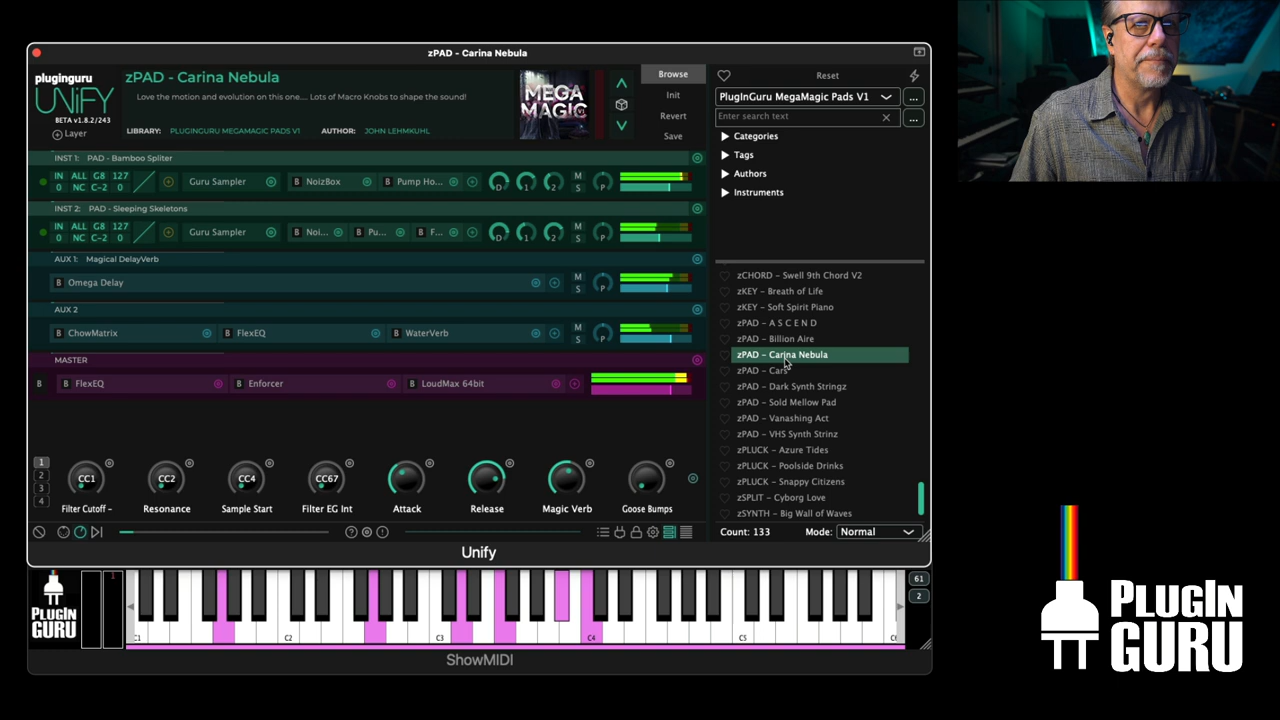 zPAD - Carina Nebula
pluginguru
UNiFY
BETA v1.8.2/243
Layer
zPAD - Carina Nebula
Love the motion and evolution on this one.... Lots of Macro Knobs to shape the sound!
LIBRARY: PLUGINGURU MEGAMAGIC PADS V1 AUTHOR: JOHN LEHMKUHL
MEGA
MAGIC
Browse
Init
Revert
Save
Reset
PlugInGuru MegaMagic Pads V1
...
Enter search text
...
Categories
Tags
Authors
Instruments
INST 1: PAD - Bamboo Spliter
IN ALL G8 127
0 NC C-2 0
Guru Sampler B NoizBox B Pump Ho... D 1 2 M S P
INST 2: PAD - Sleeping Skeletons
IN ALL G8 127
0 NC C-2 0
Guru Sampler B Noi... B Pu... B F... D 1 2 M S P
AUX 1: Magical DelayVerb
B Omega Delay M S P
AUX 2
B ChowMatrix B FlexEQ B WaterVerb M S P
MASTER
B B FlexEQ B Enforcer B LoudMax 64bit
zCHORD - Swell 9th Chord V2
zKEY - Breath of Life
zKEY - Soft Spirit Piano
zPAD - A S C E N D
zPAD - Billion Aire
zPAD - Carina Nebula
zPAD - Cars
zPAD - Dark Synth Stringz
zPAD - Sold Mellow Pad
zPAD - Vanashing Act
zPAD - VHS Synth Strinz
zPLUCK - Azure Tides
zPLUCK - Poolside Drinks
zPLUCK - Snappy Citizens
zSPLIT - Cyborg Love
zSYNTH - Big Wall of Waves
Count: 133 Mode: Normal
1
2
3
4
CC1 CC2 CC4 CC67
Filter Cutoff - Resonance Sample Start Filter EG Int Attack Release Magic Verb Goose Bumps
Unify
PLUGIN
GURU
1
C1 C2 C3 C4 C5 C6
61
2
ShowMIDI
PLUGIN
GURU